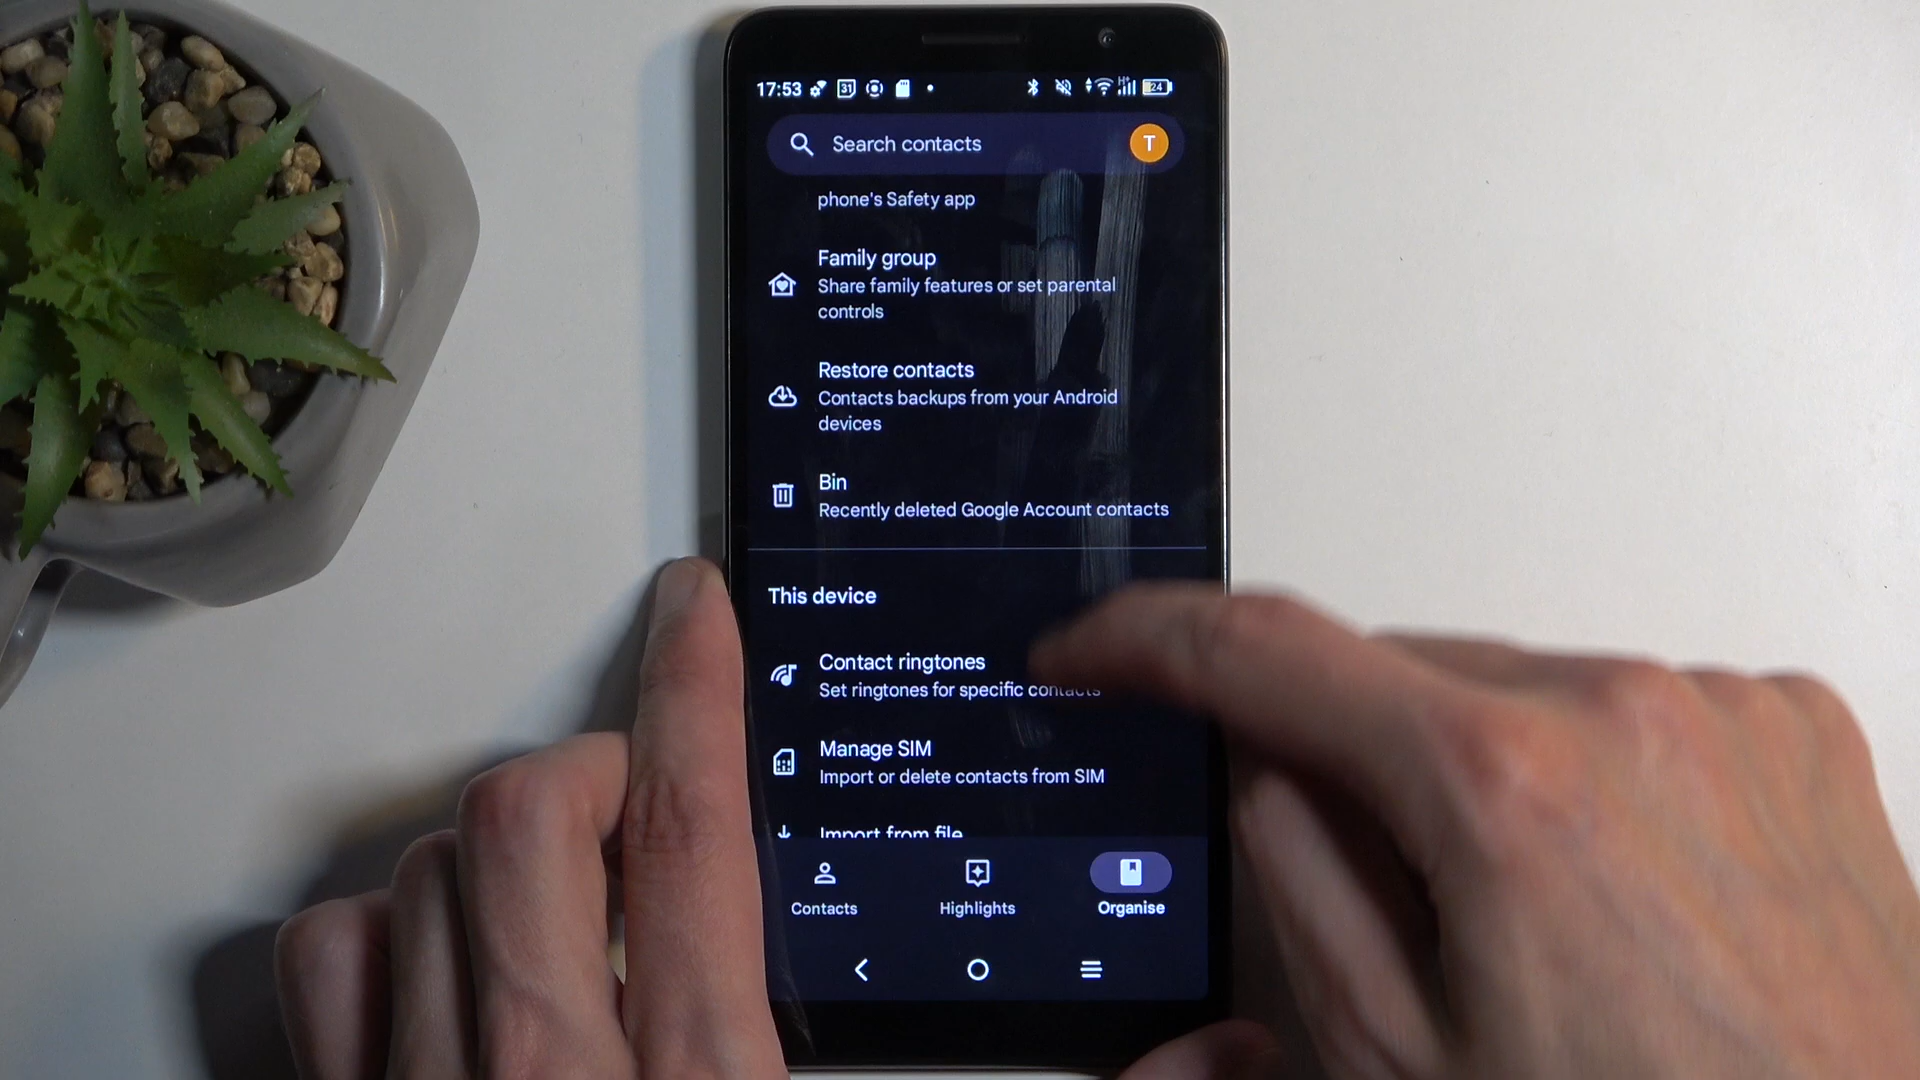 17:53 31 H+ 24
Search contacts T
phone's Safety app
Family group
Share family features or set parental
controls
Restore contacts
Contacts backups from your Android
devices
Bin
Recently deleted Google Account contacts
This device
Contact ringtones
Set ringtones for specific contacts
Manage SIM
Import or delete contacts from SIM
Import from file
Contacts Highlights Organise